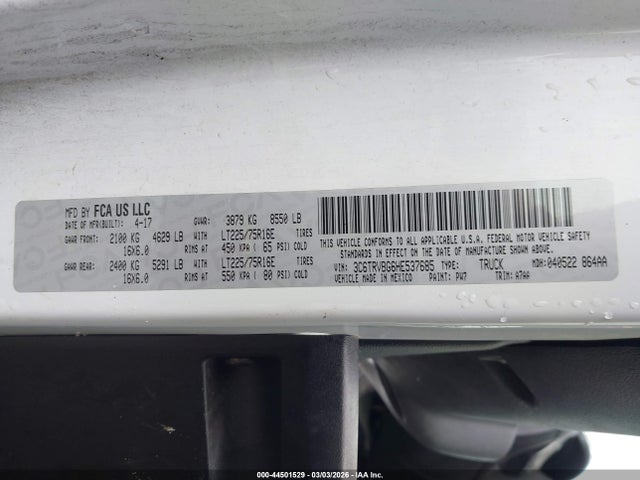 MFD BY FCA US LLC
DATE OF MFR(BUILT): 4-17 GVWR: 3879 KG 8550 LB
GAWR FRONT: 2100 KG 4629 LB WITH LT225/75R16E TIRES
16X6.0 RIMS AT 450 KPA ( 65 PSI) COLD
GAWR REAR: 2400 KG 5291 LB WITH LT225/75R16E TIRES
16X6.0 RIMS AT 550 KPA ( 80 PSI) COLD
THIS VEHICLE CONFORMS TO ALL APPLICABLE U.S.A. FEDERAL MOTOR VEHICLE SAFETY
STANDARDS IN EFFECT ON THE DATE OF MANUFACTURE SHOWN ABOVE
VIN: 3C6TRVBG6HE537685 TYPE: TRUCK MDH: 040522 864AA
VEHICLE MADE IN MEXICO PAINT: PW7 TRIM: A7AA
000-44501529 - 03/03/2026 - © IAA Inc.